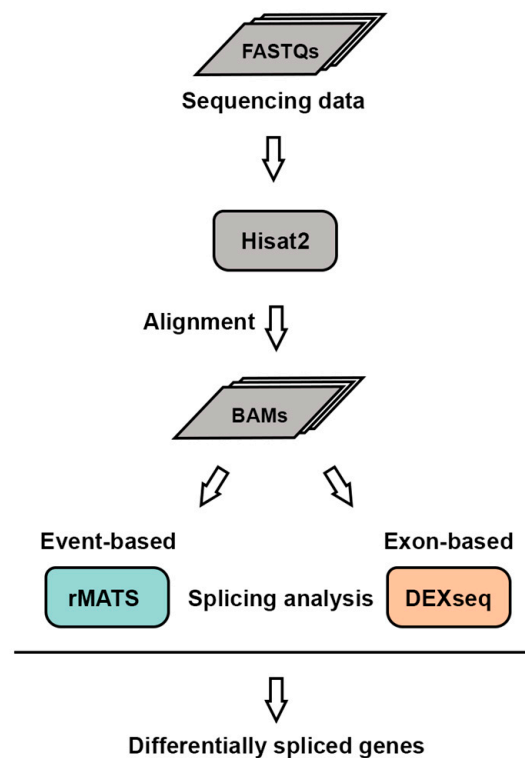 FASTQs
Sequencing data
Hisat2
Alignment
BAMs
Event-based
Exon-based
rMATS
Splicing analysis
DEXseq
Differentially spliced genes